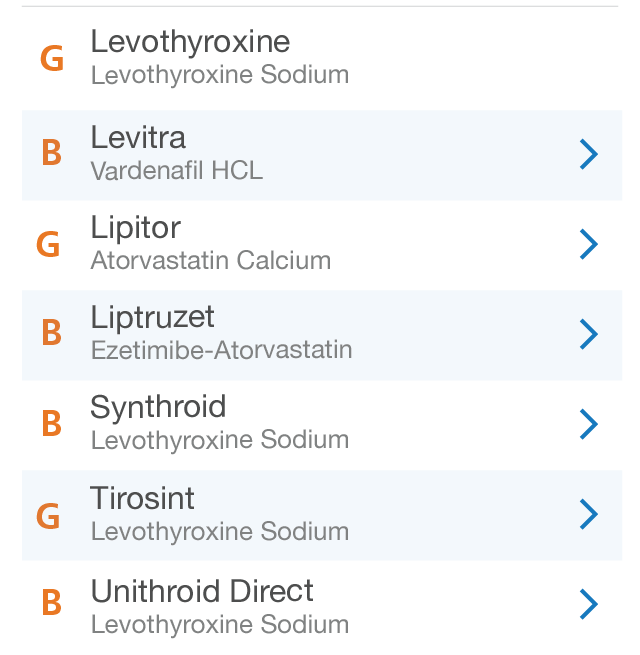 G
Levothyroxine
Levothyroxine Sodium
B
Levitra
Vardenafil HCL
G
Lipitor
Atorvastatin Calcium
B
Liptruzet
Ezetimibe-Atorvastatin
B
Synthroid
Levothyroxine Sodium
G
Tirosint
Levothyroxine Sodium
B
Unithroid Direct
Levothyroxine Sodium